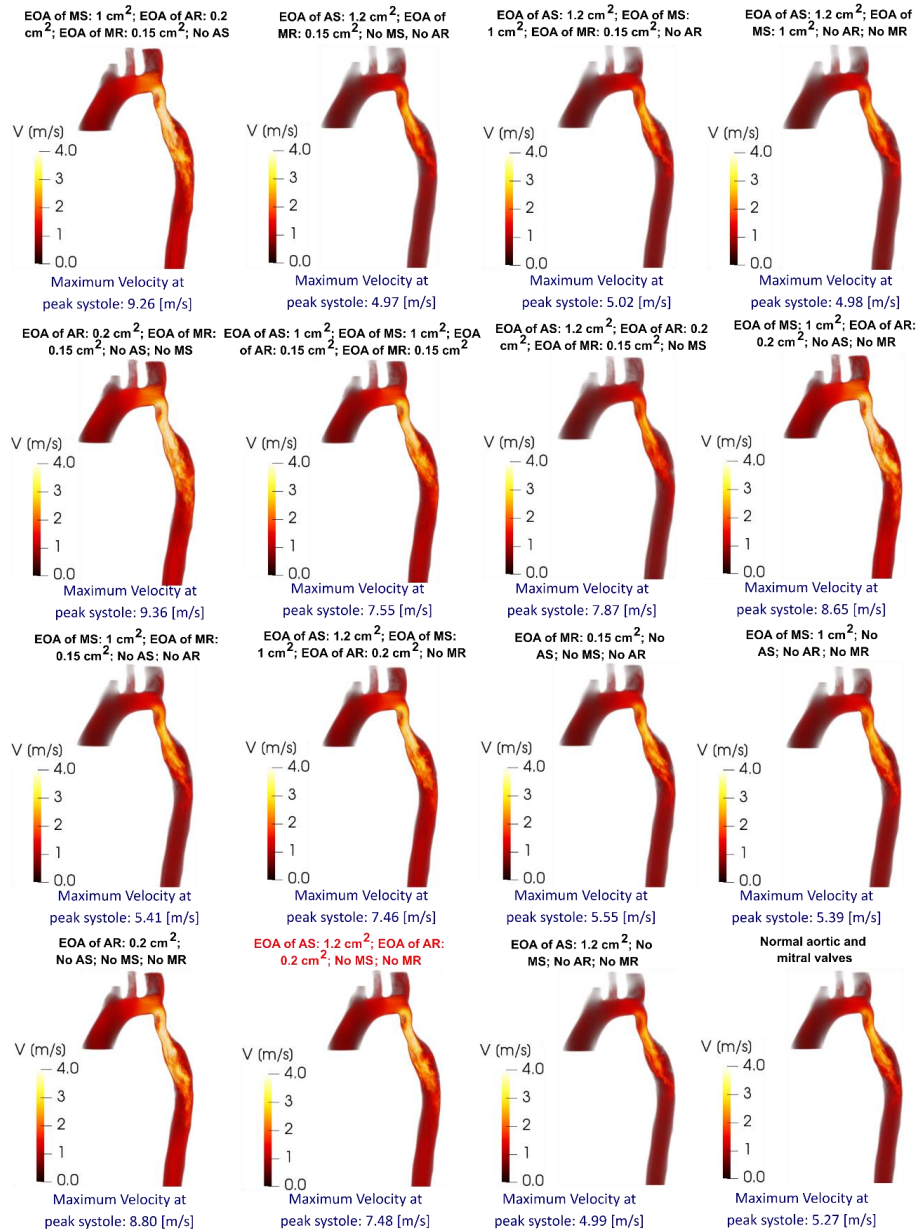 EOA of MS: 1 cm²; EOA of AR: 0.2
cm²; EOA of MR: 0.15 cm²; No AS
V (m/s)
4.0
3
2
1
0.0
Maximum Velocity at
peak systole: 9.26 [m/s]
EOA of AS: 1.2 cm²; EOA of
MR: 0.15 cm²; No MS, No AR
V (m/s)
4.0
3
2
1
0.0
Maximum Velocity at
peak systole: 4.97 [m/s]
EOA of AS: 1.2 cm²; EOA of MS:
1 cm²; EOA of MR: 0.15 cm²; No AR
V (m/s)
4.0
3
2
1
0.0
Maximum Velocity at
peak systole: 5.02 [m/s]
EOA of AS: 1.2 cm²; EOA of
MS: 1 cm²; No AR; No MR
V (m/s)
4.0
3
2
1
0.0
Maximum Velocity at
peak systole: 4.98 [m/s]
EOA of AR: 0.2 cm²; EOA of MR:
0.15 cm²; No AS; No MS
V (m/s)
4.0
3
2
1
0.0
Maximum Velocity at
peak systole: 9.36 [m/s]
EOA of AS: 1 cm²; EOA of MS: 1 cm²; EOA
of AR: 0.15 cm²; EOA of MR: 0.15 cm²
V (m/s)
4.0
3
2
1
0.0
Maximum Velocity at
peak systole: 7.55 [m/s]
EOA of AS: 1.2 cm²; EOA of AR: 0.2
cm²; EOA of MR: 0.15 cm²; No MS
V (m/s)
4.0
3
2
1
0.0
Maximum Velocity at
peak systole: 7.87 [m/s]
EOA of MS: 1 cm²; EOA of AR:
0.2 cm²; No AS; No MR
V (m/s)
4.0
3
2
1
0.0
Maximum Velocity at
peak systole: 8.65 [m/s]
EOA of MS: 1 cm²; EOA of MR:
0.15 cm²; No AS; No AR
V (m/s)
4.0
3
2
1
0.0
Maximum Velocity at
peak systole: 5.41 [m/s]
EOA of AS: 1.2 cm²; EOA of MS:
1 cm²; EOA of AR: 0.2 cm²; No MR
V (m/s)
4.0
3
2
1
0.0
Maximum Velocity at
peak systole: 7.46 [m/s]
EOA of MR: 0.15 cm²; No
AS; No MS; No AR
V (m/s)
4.0
3
2
1
0.0
Maximum Velocity at
peak systole: 5.55 [m/s]
EOA of MS: 1 cm²; No
AS; No AR; No MR
V (m/s)
4.0
3
2
1
0.0
Maximum Velocity at
peak systole: 5.39 [m/s]
EOA of AR: 0.2 cm²;
No AS; No MS; No MR
V (m/s)
4.0
3
2
1
0.0
Maximum Velocity at
peak systole: 8.80 [m/s]
EOA of AS: 1.2 cm²; EOA of AR:
0.2 cm²; No MS; No MR
V (m/s)
4.0
3
2
1
0.0
Maximum Velocity at
peak systole: 7.48 [m/s]
EOA of AS: 1.2 cm²; No
MS; No AR; No MR
V (m/s)
4.0
3
2
1
0.0
Maximum Velocity at
peak systole: 4.99 [m/s]
Normal aortic and
mitral valves
V (m/s)
4.0
3
2
1
0.0
Maximum Velocity at
peak systole: 5.27 [m/s]